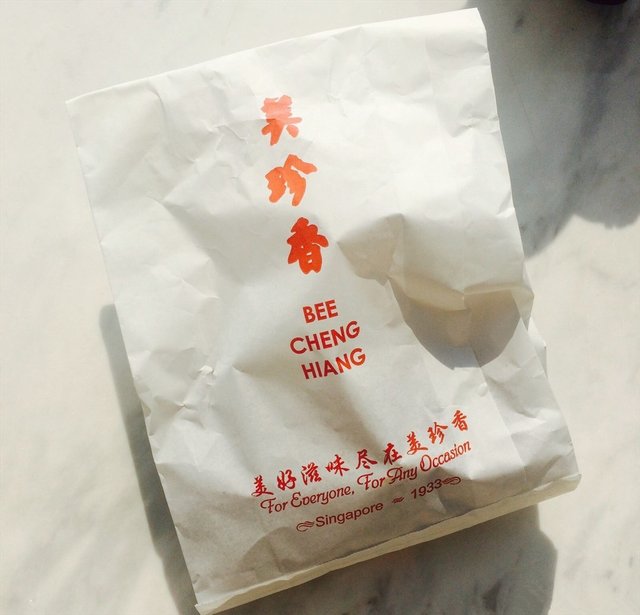 美
珍
香
BEE
CHENG
HIANG
美好滋味尽在美珍香
For Everyone, For Any Occasion
Singapore 1933